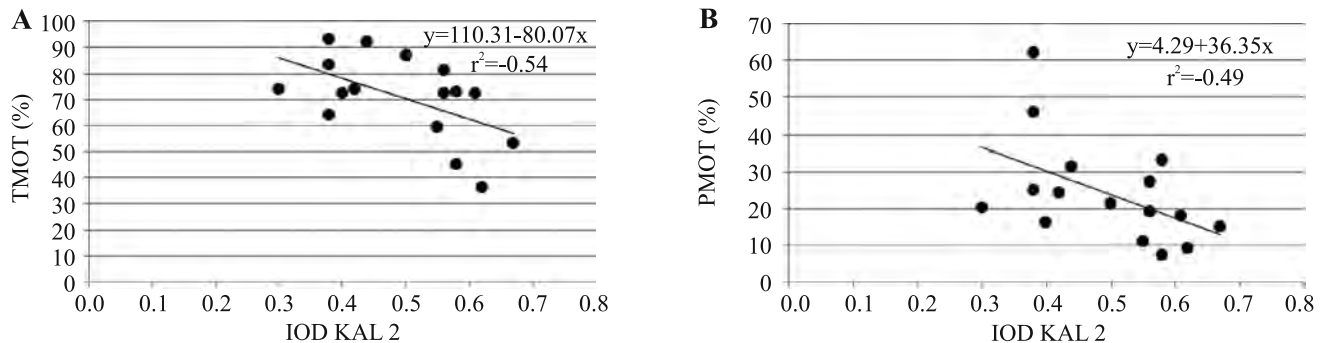 A
y=110.31-80.07x
r²=-0.54
TMOT (%)
100
90
80
70
60
50
40
30
20
10
0
0.0 0.1 0.2 0.3 0.4 0.5 0.6 0.7 0.8
IOD KAL 2
B
y=4.29+36.35x
r²=-0.49
PMOT (%)
70
60
50
40
30
20
10
0
0.0 0.1 0.2 0.3 0.4 0.5 0.6 0.7 0.8
IOD KAL 2